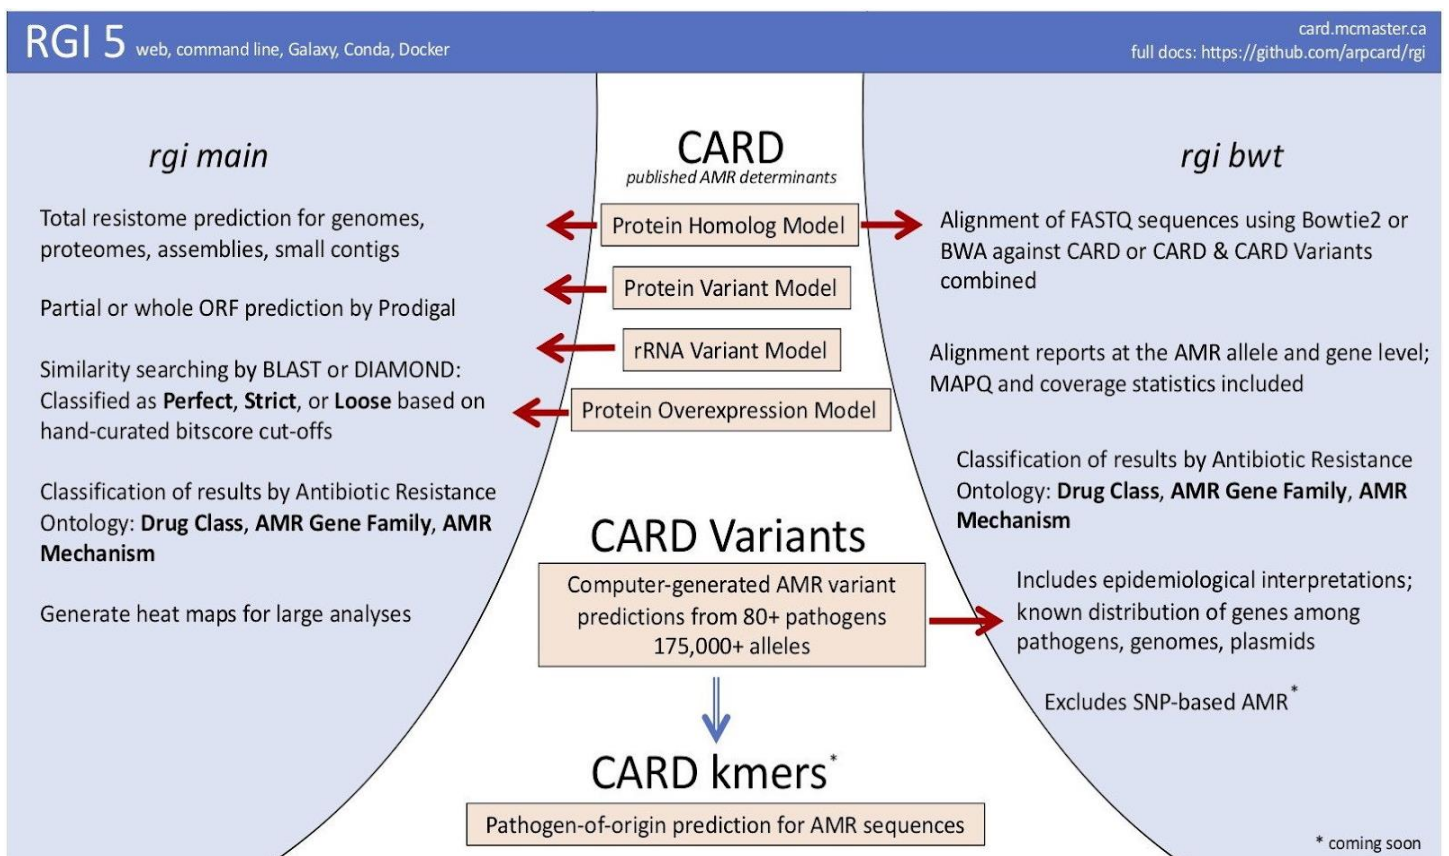 RGI 5 web, command line, Galaxy, Conda, Docker
card.mcmaster.ca
full docs: https://github.com/arpcard/rgi
rgi main
Total resistome prediction for genomes,
proteomes, assemblies, small contigs
Partial or whole ORF prediction by Prodigal
Similarity searching by BLAST or DIAMOND:
Classified as Perfect, Strict, or Loose based on
hand-curated bitscore cut-offs
Classification of results by Antibiotic Resistance
Ontology: Drug Class, AMR Gene Family, AMR
Mechanism
Generate heat maps for large analyses
CARD
published AMR determinants
Protein Homolog Model
Protein Variant Model
rRNA Variant Model
Protein Overexpression Model
CARD Variants
Computer-generated AMR variant
predictions from 80+ pathogens
175,000+ alleles
CARD kmers*
Pathogen-of-origin prediction for AMR sequences
rgi bwt
Alignment of FASTQ sequences using Bowtie2 or
BWA against CARD or CARD & CARD Variants
combined
Alignment reports at the AMR allele and gene level;
MAPQ and coverage statistics included
Classification of results by Antibiotic Resistance
Ontology: Drug Class, AMR Gene Family, AMR
Mechanism
Includes epidemiological interpretations;
known distribution of genes among
pathogens, genomes, plasmids
Excludes SNP-based AMR*
* coming soon